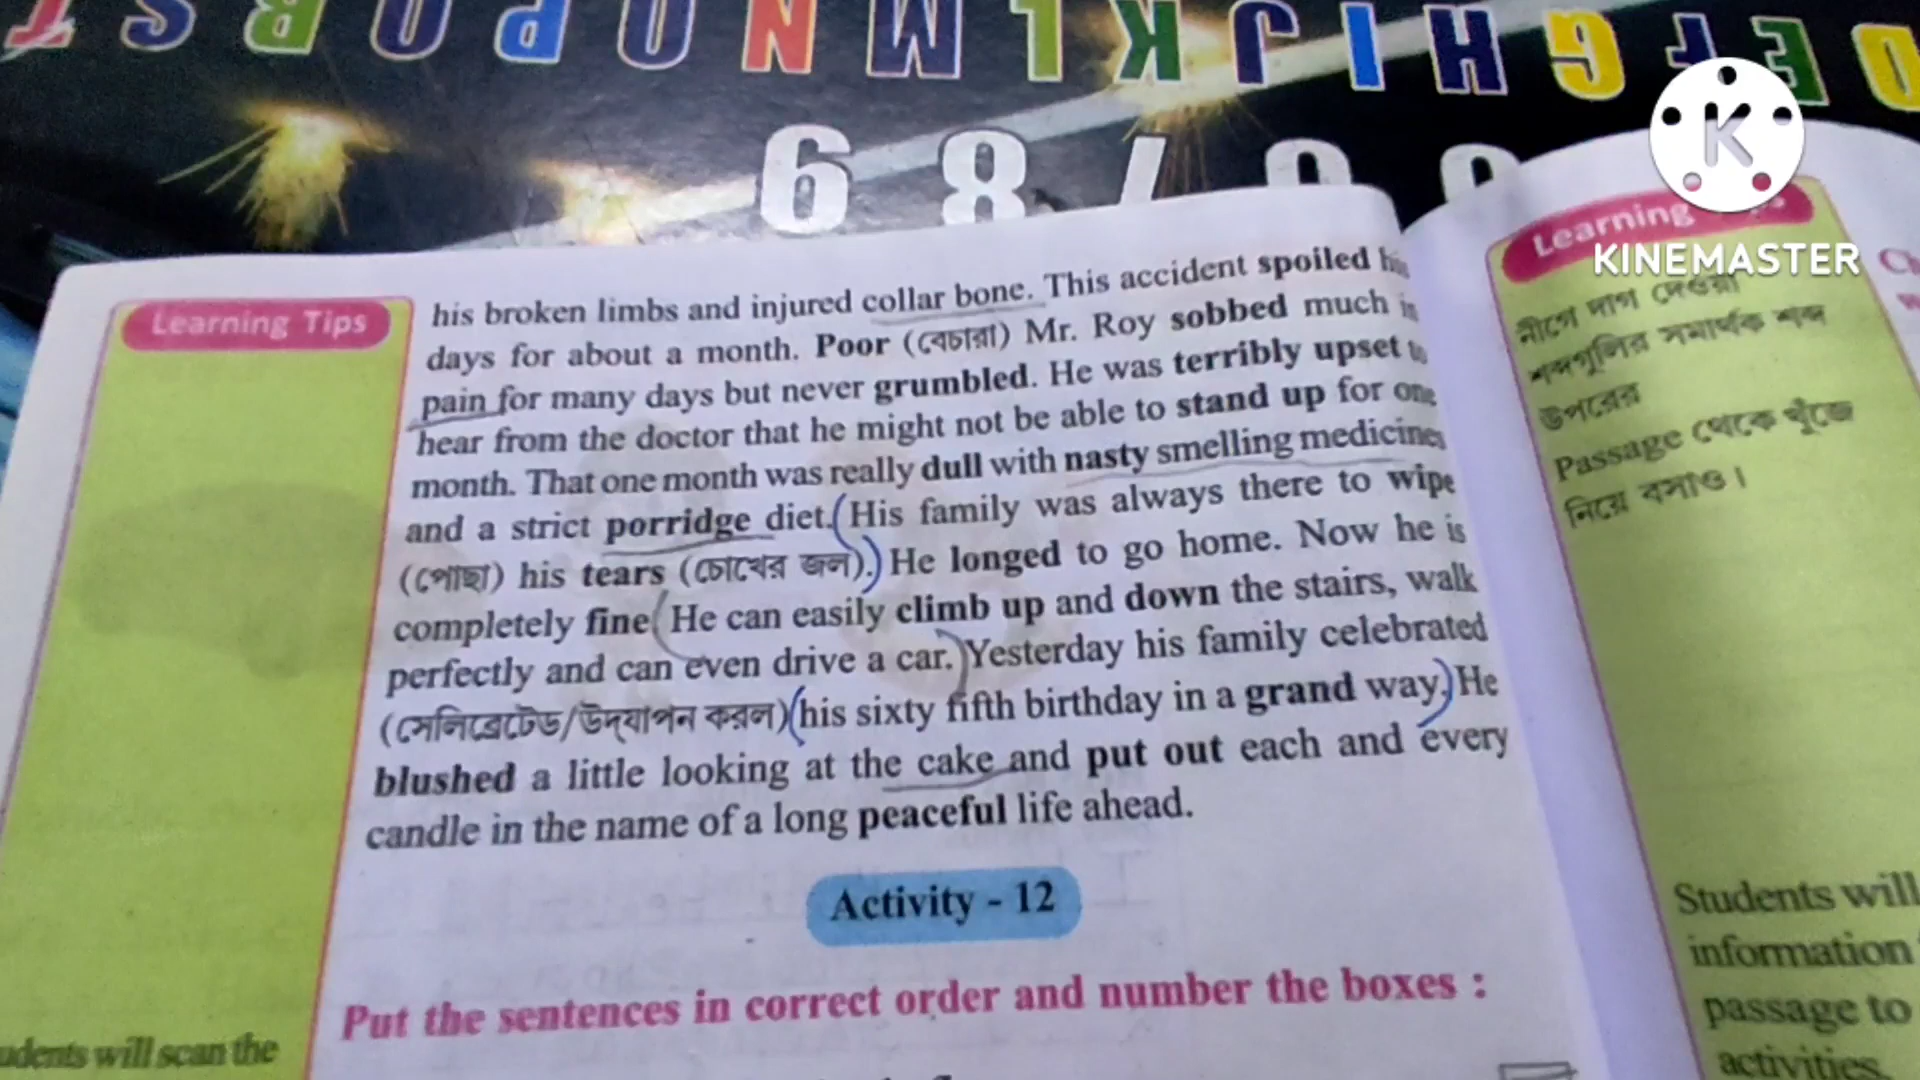 T S R Q P O N M L K J I H G F E D
9 8 7
KINEMASTER
Learning Tips
his broken limbs and injured collar bone. This accident spoiled his
days for about a month. Poor (বেচারা) Mr. Roy sobbed much in
pain for many days but never grumbled. He was terribly upset to
hear from the doctor that he might not be able to stand up for one
month. That one month was really dull with nasty smelling medicines
and a strict porridge diet. His family was always there to wipe
(পোছা) his tears (চোখের জল). He longed to go home. Now he is
completely fine. He can easily climb up and down the stairs, walk
perfectly and can even drive a car. Yesterday his family celebrated
(সেলিব্রেটেড/উদ্‌যাপন করল) his sixty fifth birthday in a grand way. He
blushed a little looking at the cake and put out each and every
candle in the name of a long peaceful life ahead.
Activity - 12
Put the sentences in correct order and number the boxes :
will scan the
Learning
নীচে দাগ দেওয়া
শব্দগুলির সমার্থক শব্দ
উপরের
Passage থেকে খুঁজে
নিয়ে বসাও।
Students will
information
passage to
activities.